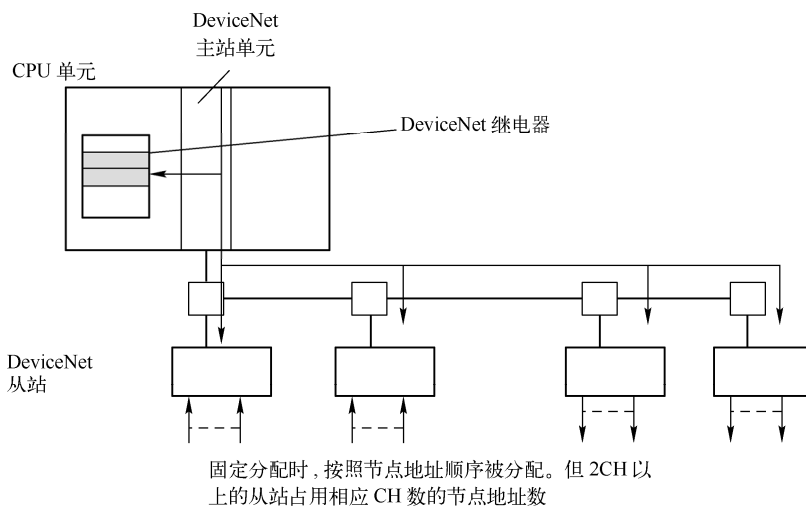 DeviceNet
主站单元
CPU 单元
DeviceNet 继电器
DeviceNet
从站
固定分配时，按照节点地址顺序被分配。但 2CH 以
上的从站占用相应 CH 数的节点地址数